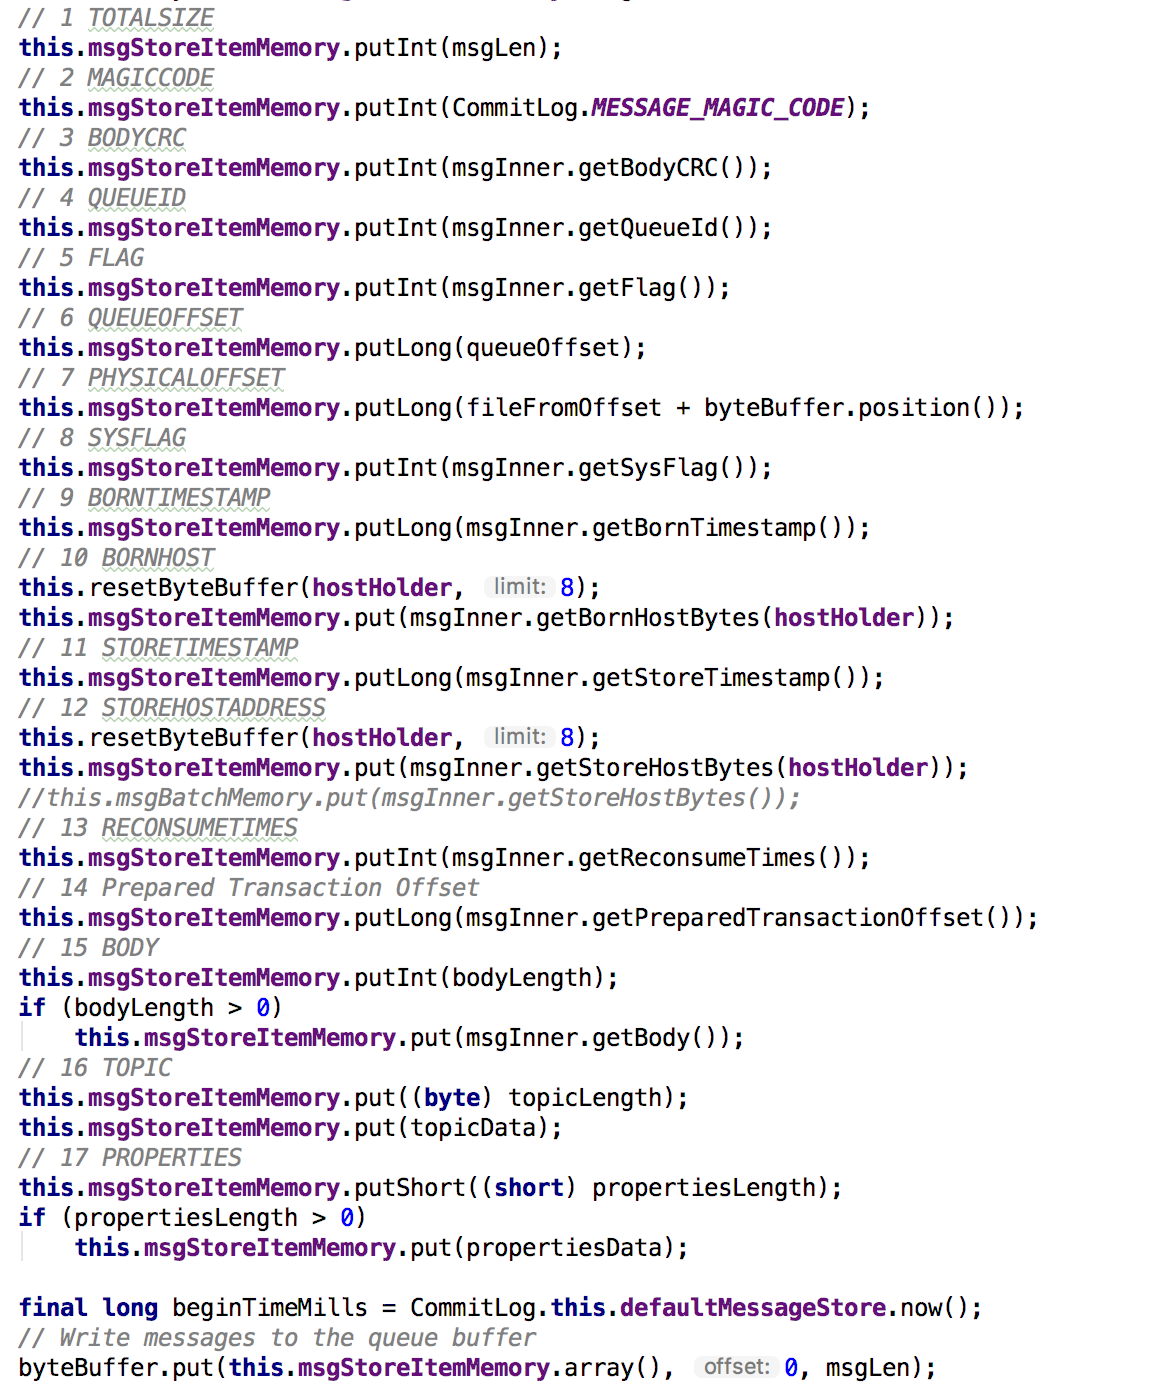 // 1 TOTALSIZE
this.msgStoreItemMemory.putInt(msgLen);
// 2 MAGICCODE
this.msgStoreItemMemory.putInt(CommitLog.MESSAGE_MAGIC_CODE);
// 3 BODYCRC
this.msgStoreItemMemory.putInt(msgInner.getBodyCRC());
// 4 QUEUEID
this.msgStoreItemMemory.putInt(msgInner.getQueueId());
// 5 FLAG
this.msgStoreItemMemory.putInt(msgInner.getFlag());
// 6 QUEUEOFFSET
this.msgStoreItemMemory.putLong(queueOffset);
// 7 PHYSICALOFFSET
this.msgStoreItemMemory.putLong(fileFromOffset + byteBuffer.position());
// 8 SYSFLAG
this.msgStoreItemMemory.putInt(msgInner.getSysFlag());
// 9 BORNTIMESTAMP
this.msgStoreItemMemory.putLong(msgInner.getBornTimestamp());
// 10 BORNHOST
this.resetByteBuffer(hostHolder, limit: 8);
this.msgStoreItemMemory.put(msgInner.getBornHostBytes(hostHolder));
// 11 STORETIMESTAMP
this.msgStoreItemMemory.putLong(msgInner.getStoreTimestamp());
// 12 STOREHOSTADDRESS
this.resetByteBuffer(hostHolder, limit: 8);
this.msgStoreItemMemory.put(msgInner.getStoreHostBytes(hostHolder));
//this.msgBatchMemory.put(msgInner.getStoreHostBytes());
// 13 RECONSUMETIMES
this.msgStoreItemMemory.putInt(msgInner.getReconsumeTimes());
// 14 Prepared Transaction Offset
this.msgStoreItemMemory.putLong(msgInner.getPreparedTransactionOffset());
// 15 BODY
this.msgStoreItemMemory.putInt(bodyLength);
if (bodyLength > 0)
    this.msgStoreItemMemory.put(msgInner.getBody());
// 16 TOPIC
this.msgStoreItemMemory.put((byte) topicLength);
this.msgStoreItemMemory.put(topicData);
// 17 PROPERTIES
this.msgStoreItemMemory.putShort((short) propertiesLength);
if (propertiesLength > 0)
    this.msgStoreItemMemory.put(propertiesData);

final long beginTimeMills = CommitLog.this.defaultMessageStore.now();
// Write messages to the queue buffer
byteBuffer.put(this.msgStoreItemMemory.array(), offset: 0, msgLen);